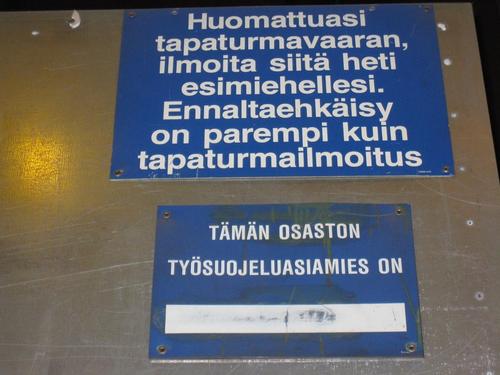 Huomattuasi
tapaturmavaaran,
ilmoita siitä heti
esimiehellesi.
Ennaltaehkäisy
on parempi kuin
tapaturmailmoitus
TÄMÄN OSASTON
TYÖSUOJELUASIAMIES ON